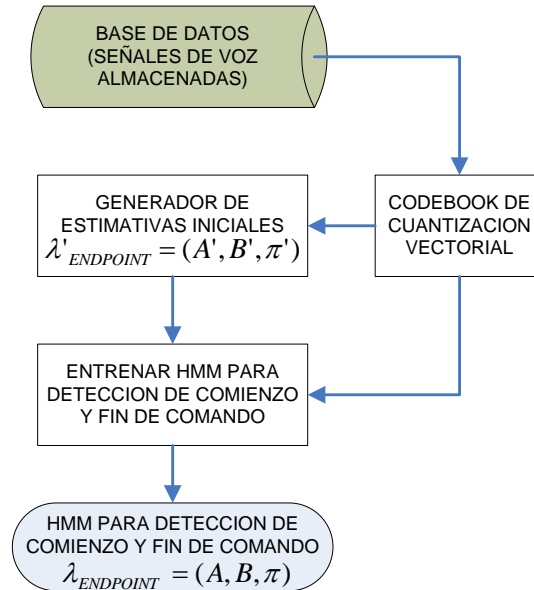 BASE DE DATOS
(SEÑALES DE VOZ
ALMACENADAS)
GENERADOR DE
ESTIMATIVAS INICIALES
λ'ENDPOINT = (A', B', π')
CODEBOOK DE
CUANTIZACION
VECTORIAL
ENTRENAR HMM PARA
DETECCION DE COMIENZO
Y FIN DE COMANDO
HMM PARA DETECCION DE
COMIENZO Y FIN DE COMANDO
λENDPOINT = (A, B, π)